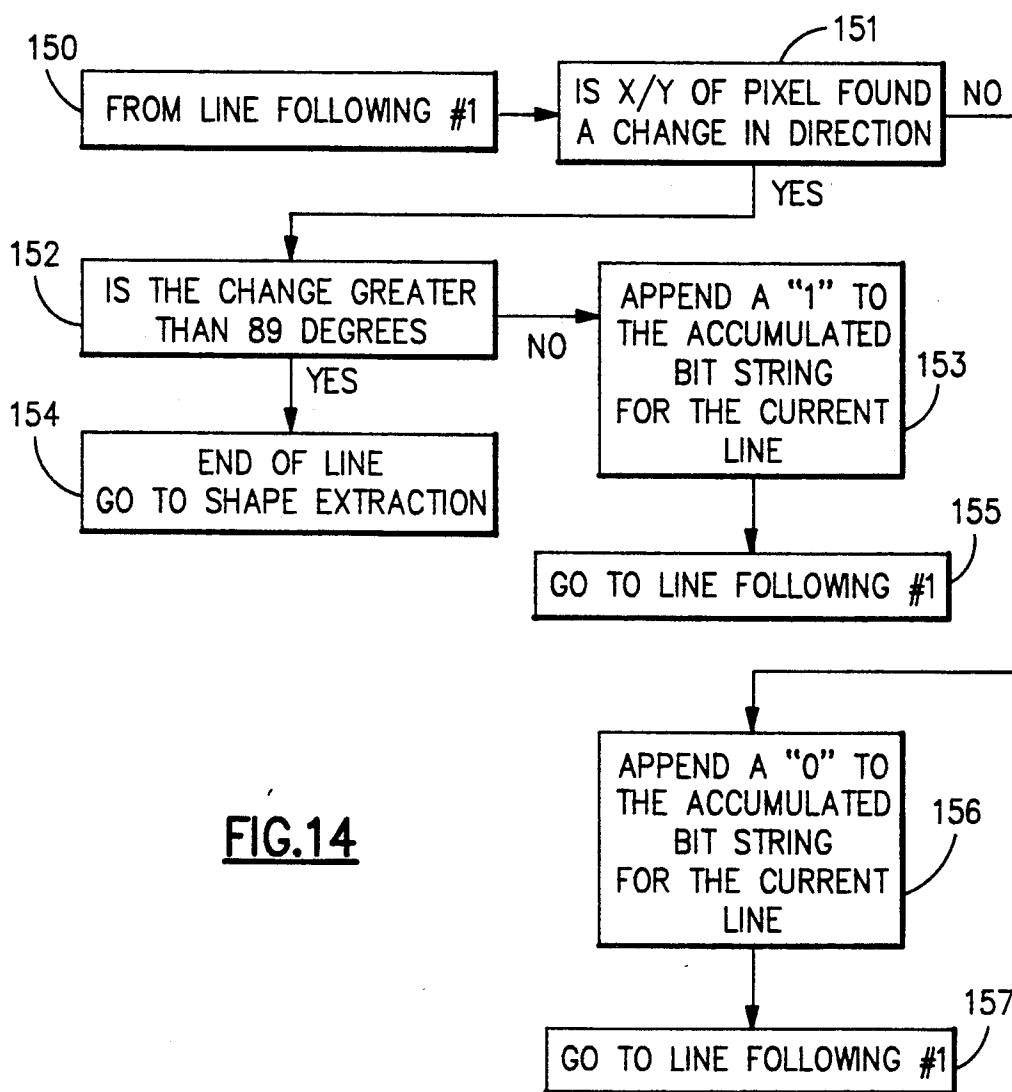 150
FROM LINE FOLLOWING #1
151
IS X/Y OF PIXEL FOUND
A CHANGE IN DIRECTION
NO
YES
152
IS THE CHANGE GREATER
THAN 89 DEGREES
NO
YES
APPEND A "1" TO
THE ACCUMULATED
BIT STRING
FOR THE CURRENT
LINE
153
154
END OF LINE
GO TO SHAPE EXTRACTION
155
GO TO LINE FOLLOWING #1
APPEND A "0" TO
THE ACCUMULATED
BIT STRING
FOR THE CURRENT
LINE
156
FIG.14
157
GO TO LINE FOLLOWING #1